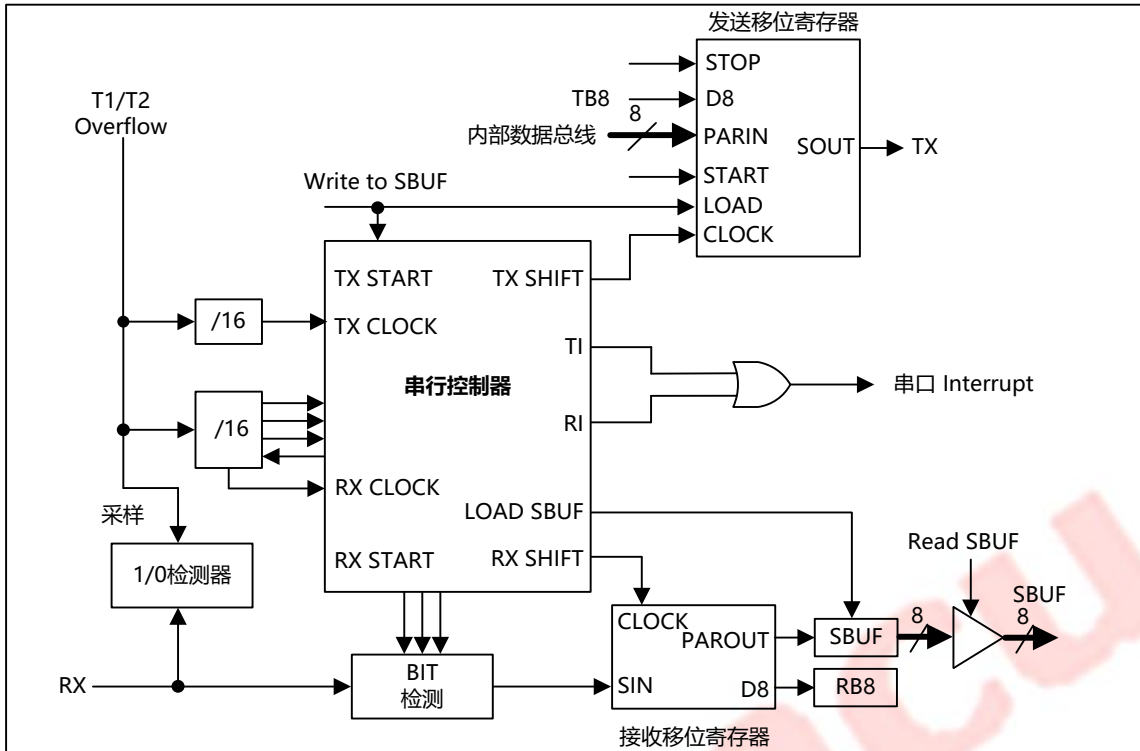 发送移位寄存器
STOP
T1/T2
Overflow
TB8
D8
8
内部数据总线
PARIN
SOUT
TX
START
Write to SBUF
LOAD
CLOCK
TX START
TX SHIFT
/16
TX CLOCK
TI
串行控制器
串口 Interrupt
/16
RI
RX CLOCK
采样
LOAD SBUF
Read SBUF
1/0检测器
RX START
RX SHIFT
SBUF
CLOCK
PAROUT
SBUF
8
8
RX
BIT
检测
SIN
D8
RB8
接收移位寄存器